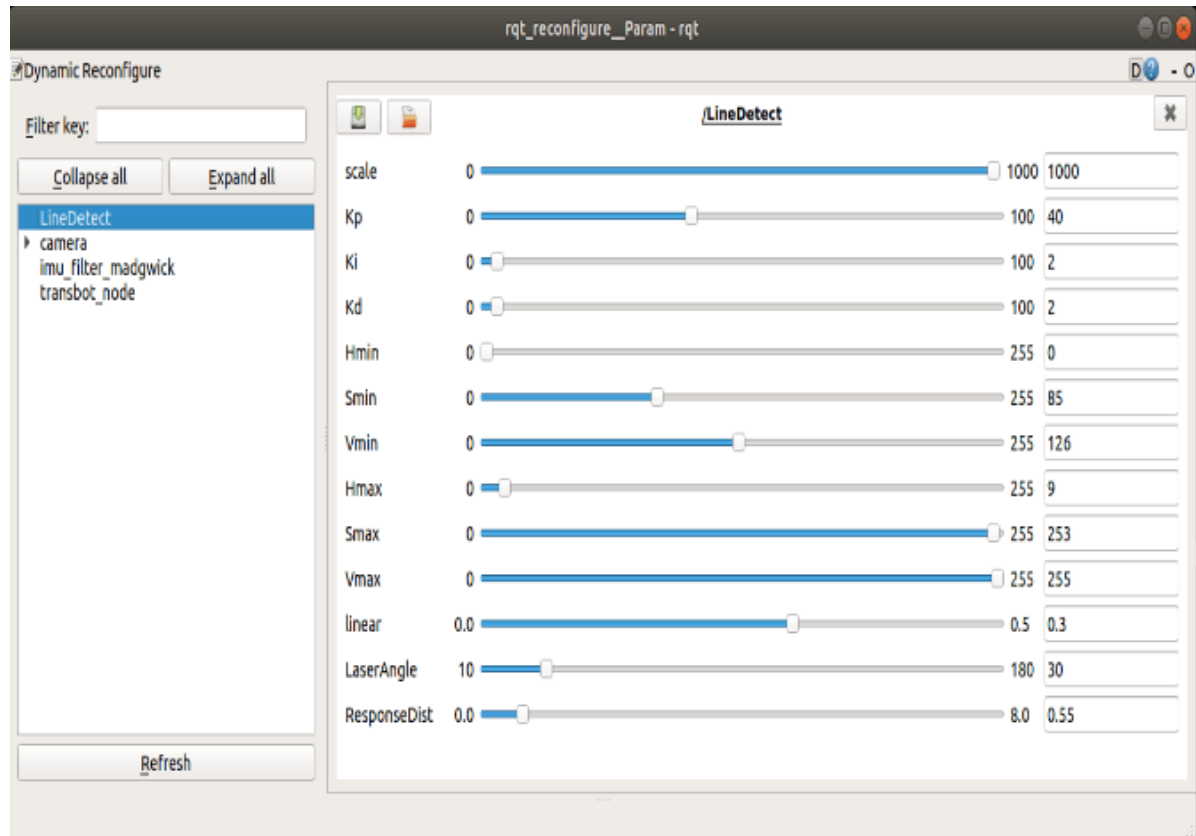 rqt_reconfigure__Param - rqt
Dynamic Reconfigure
D? - O
Filter key:
Collapse all Expand all
LineDetect
camera
imu_filter_madgwick
transbot_node
Refresh
/LineDetect
scale 0 1000 1000
Kp 0 100 40
Ki 0 100 2
Kd 0 100 2
Hmin 0 255 0
Smin 0 255 85
Vmin 0 255 126
Hmax 0 255 9
Smax 0 255 253
Vmax 0 255 255
linear 0.0 0.5 0.3
LaserAngle 10 180 30
ResponseDist 0.0 8.0 0.55